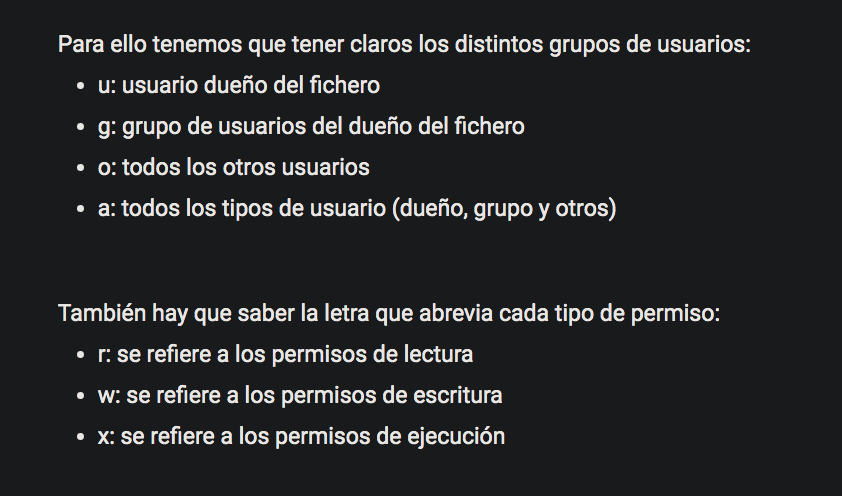 Para ello tenemos que tener claros los distintos grupos de usuarios:
• u: usuario dueño del fichero
• g: grupo de usuarios del dueño del fichero
• o: todos los otros usuarios
• a: todos los tipos de usuario (dueño, grupo y otros)
También hay que saber la letra que abrevia cada tipo de permiso:
• r: se refiere a los permisos de lectura
• w: se refiere a los permisos de escritura
• x: se refiere a los permisos de ejecución